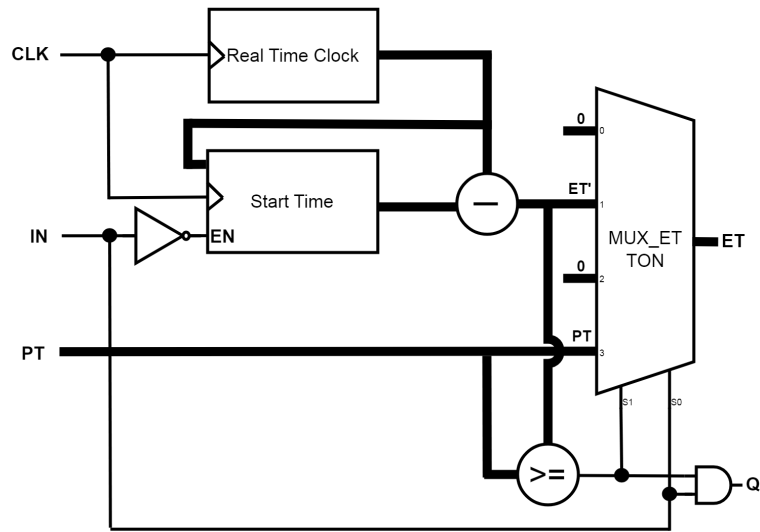 CLK
Real Time Clock
0
0
Start Time
ET'
1
IN
EN
MUX_ET
TON
ET
0
2
PT
PT
3
S1
S0
>=
Q